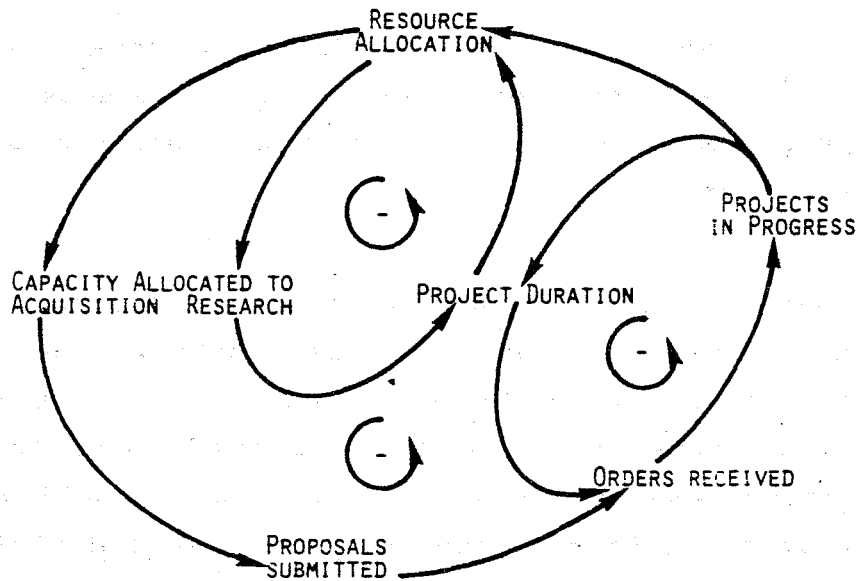 RESOURCE
ALLOCATION
PROJECTS
IN PROGRESS
CAPACITY ALLOCATED TO
ACQUISITION RESEARCH
PROJECT DURATION
-
-
-
ORDERS RECEIVED
PROPOSALS
SUBMITTED